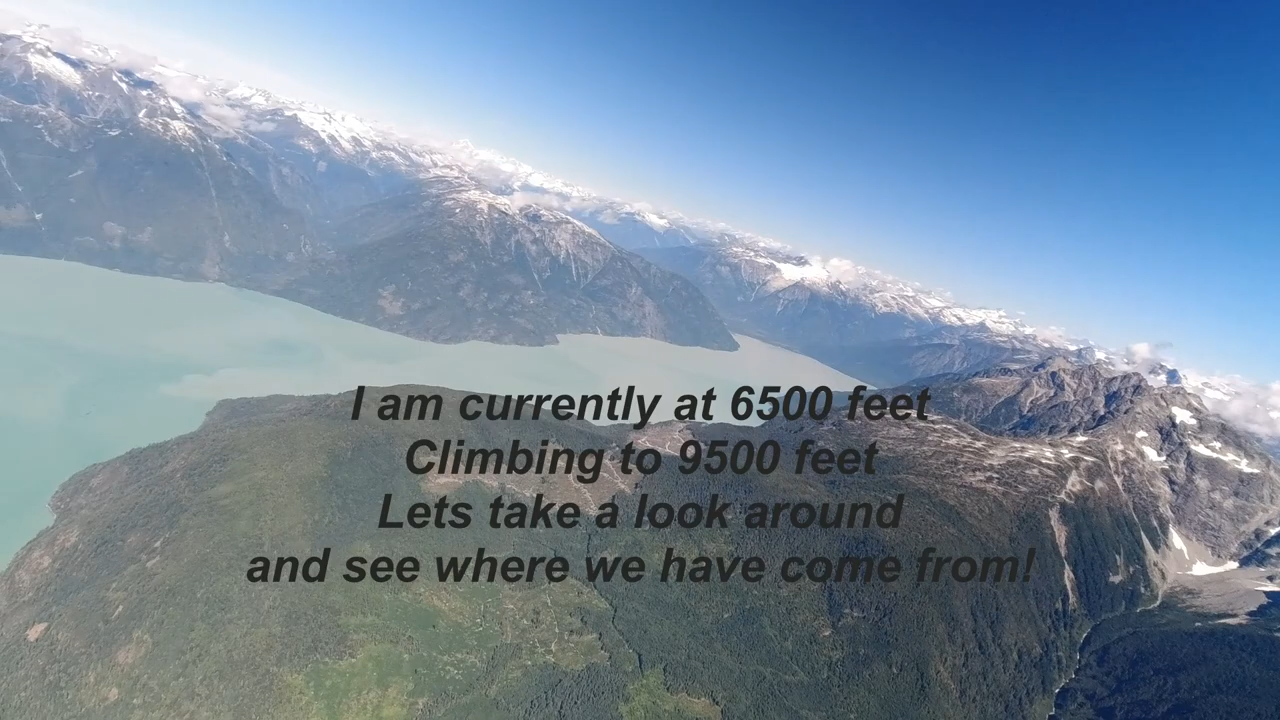 I am currently at 6500 feet
Climbing to 9500 feet
Lets take a look around
and see where we have come from!